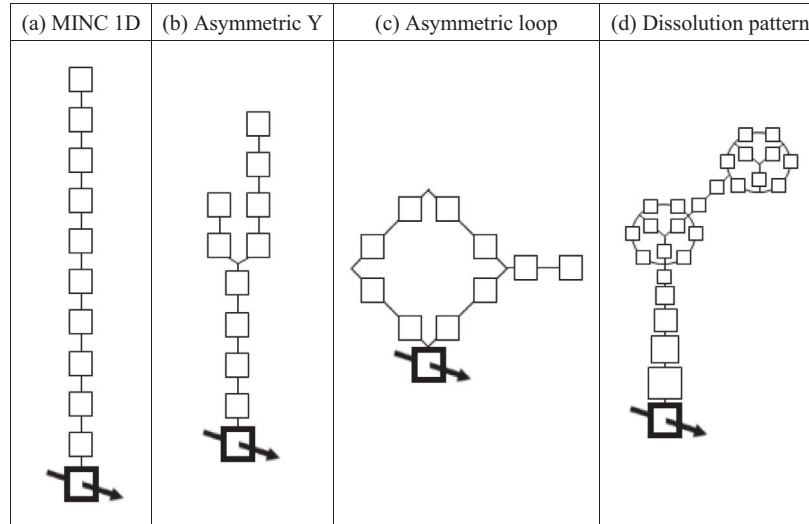 (a) MINC 1D
(b) Asymmetric Y
(c) Asymmetric loop
(d) Dissolution pattern